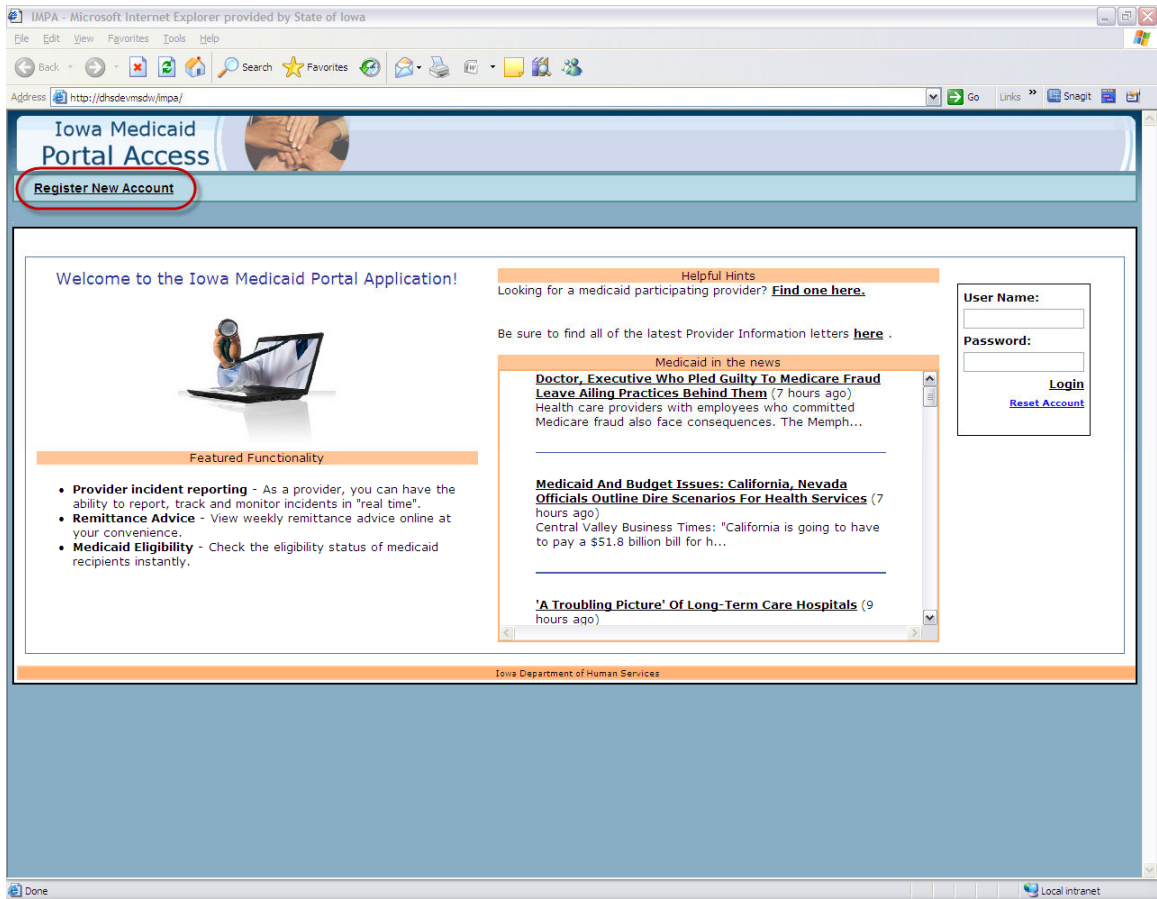 IMPA - Microsoft Internet Explorer provided by State of Iowa
File Edit View Favorites Tools Help
Back Search Favorites
Address http://dhsdevmsdw/impa/ Go Links » Snagit
Iowa Medicaid
Portal Access
Register New Account
Welcome to the Iowa Medicaid Portal Application!
Featured Functionality
• Provider incident reporting - As a provider, you can have the
ability to report, track and monitor incidents in "real time".
• Remittance Advice - View weekly remittance advice online at
your convenience.
• Medicaid Eligibility - Check the eligibility status of medicaid
recipients instantly.
Helpful Hints
Looking for a medicaid participating provider? Find one here.
Be sure to find all of the latest Provider Information letters here .
Medicaid in the news
Doctor, Executive Who Pled Guilty To Medicare Fraud
Leave Ailing Practices Behind Them (7 hours ago)
Health care providers with employees who committed
Medicare fraud also face consequences. The Memph...
Medicaid And Budget Issues: California, Nevada
Officials Outline Dire Scenarios For Health Services (7
hours ago)
Central Valley Business Times: "California is going to have
to pay a $51.8 billion bill for h...
'A Troubling Picture' Of Long-Term Care Hospitals (9
hours ago)
User Name:
Password:
Login
Reset Account
Iowa Department of Human Services
Done Local intranet